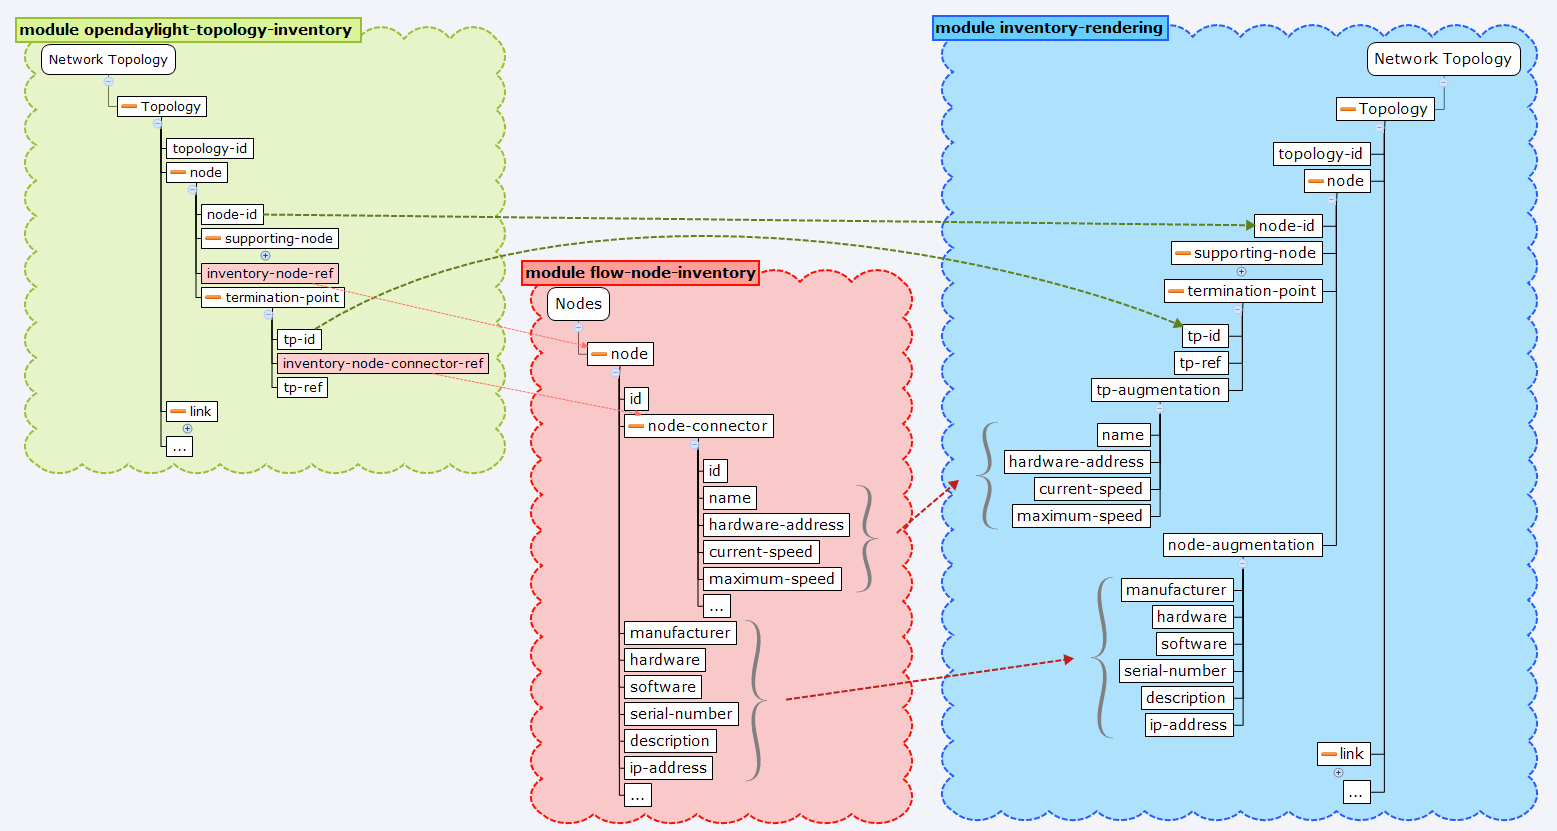 module opendaylight-topology-inventory
Network Topology
Topology
topology-id
node
node-id
supporting-node
inventory-node-ref
termination-point
tp-id
inventory-node-connector-ref
tp-ref
link
...
module flow-node-inventory
Nodes
node
id
node-connector
id
name
hardware-address
current-speed
maximum-speed
...
manufacturer
hardware
software
serial-number
description
ip-address
...
module inventory-rendering
Network Topology
Topology
topology-id
node
node-id
supporting-node
termination-point
tp-id
tp-ref
tp-augmentation
name
hardware-address
current-speed
maximum-speed
node-augmentation
manufacturer
hardware
software
serial-number
description
ip-address
link
...